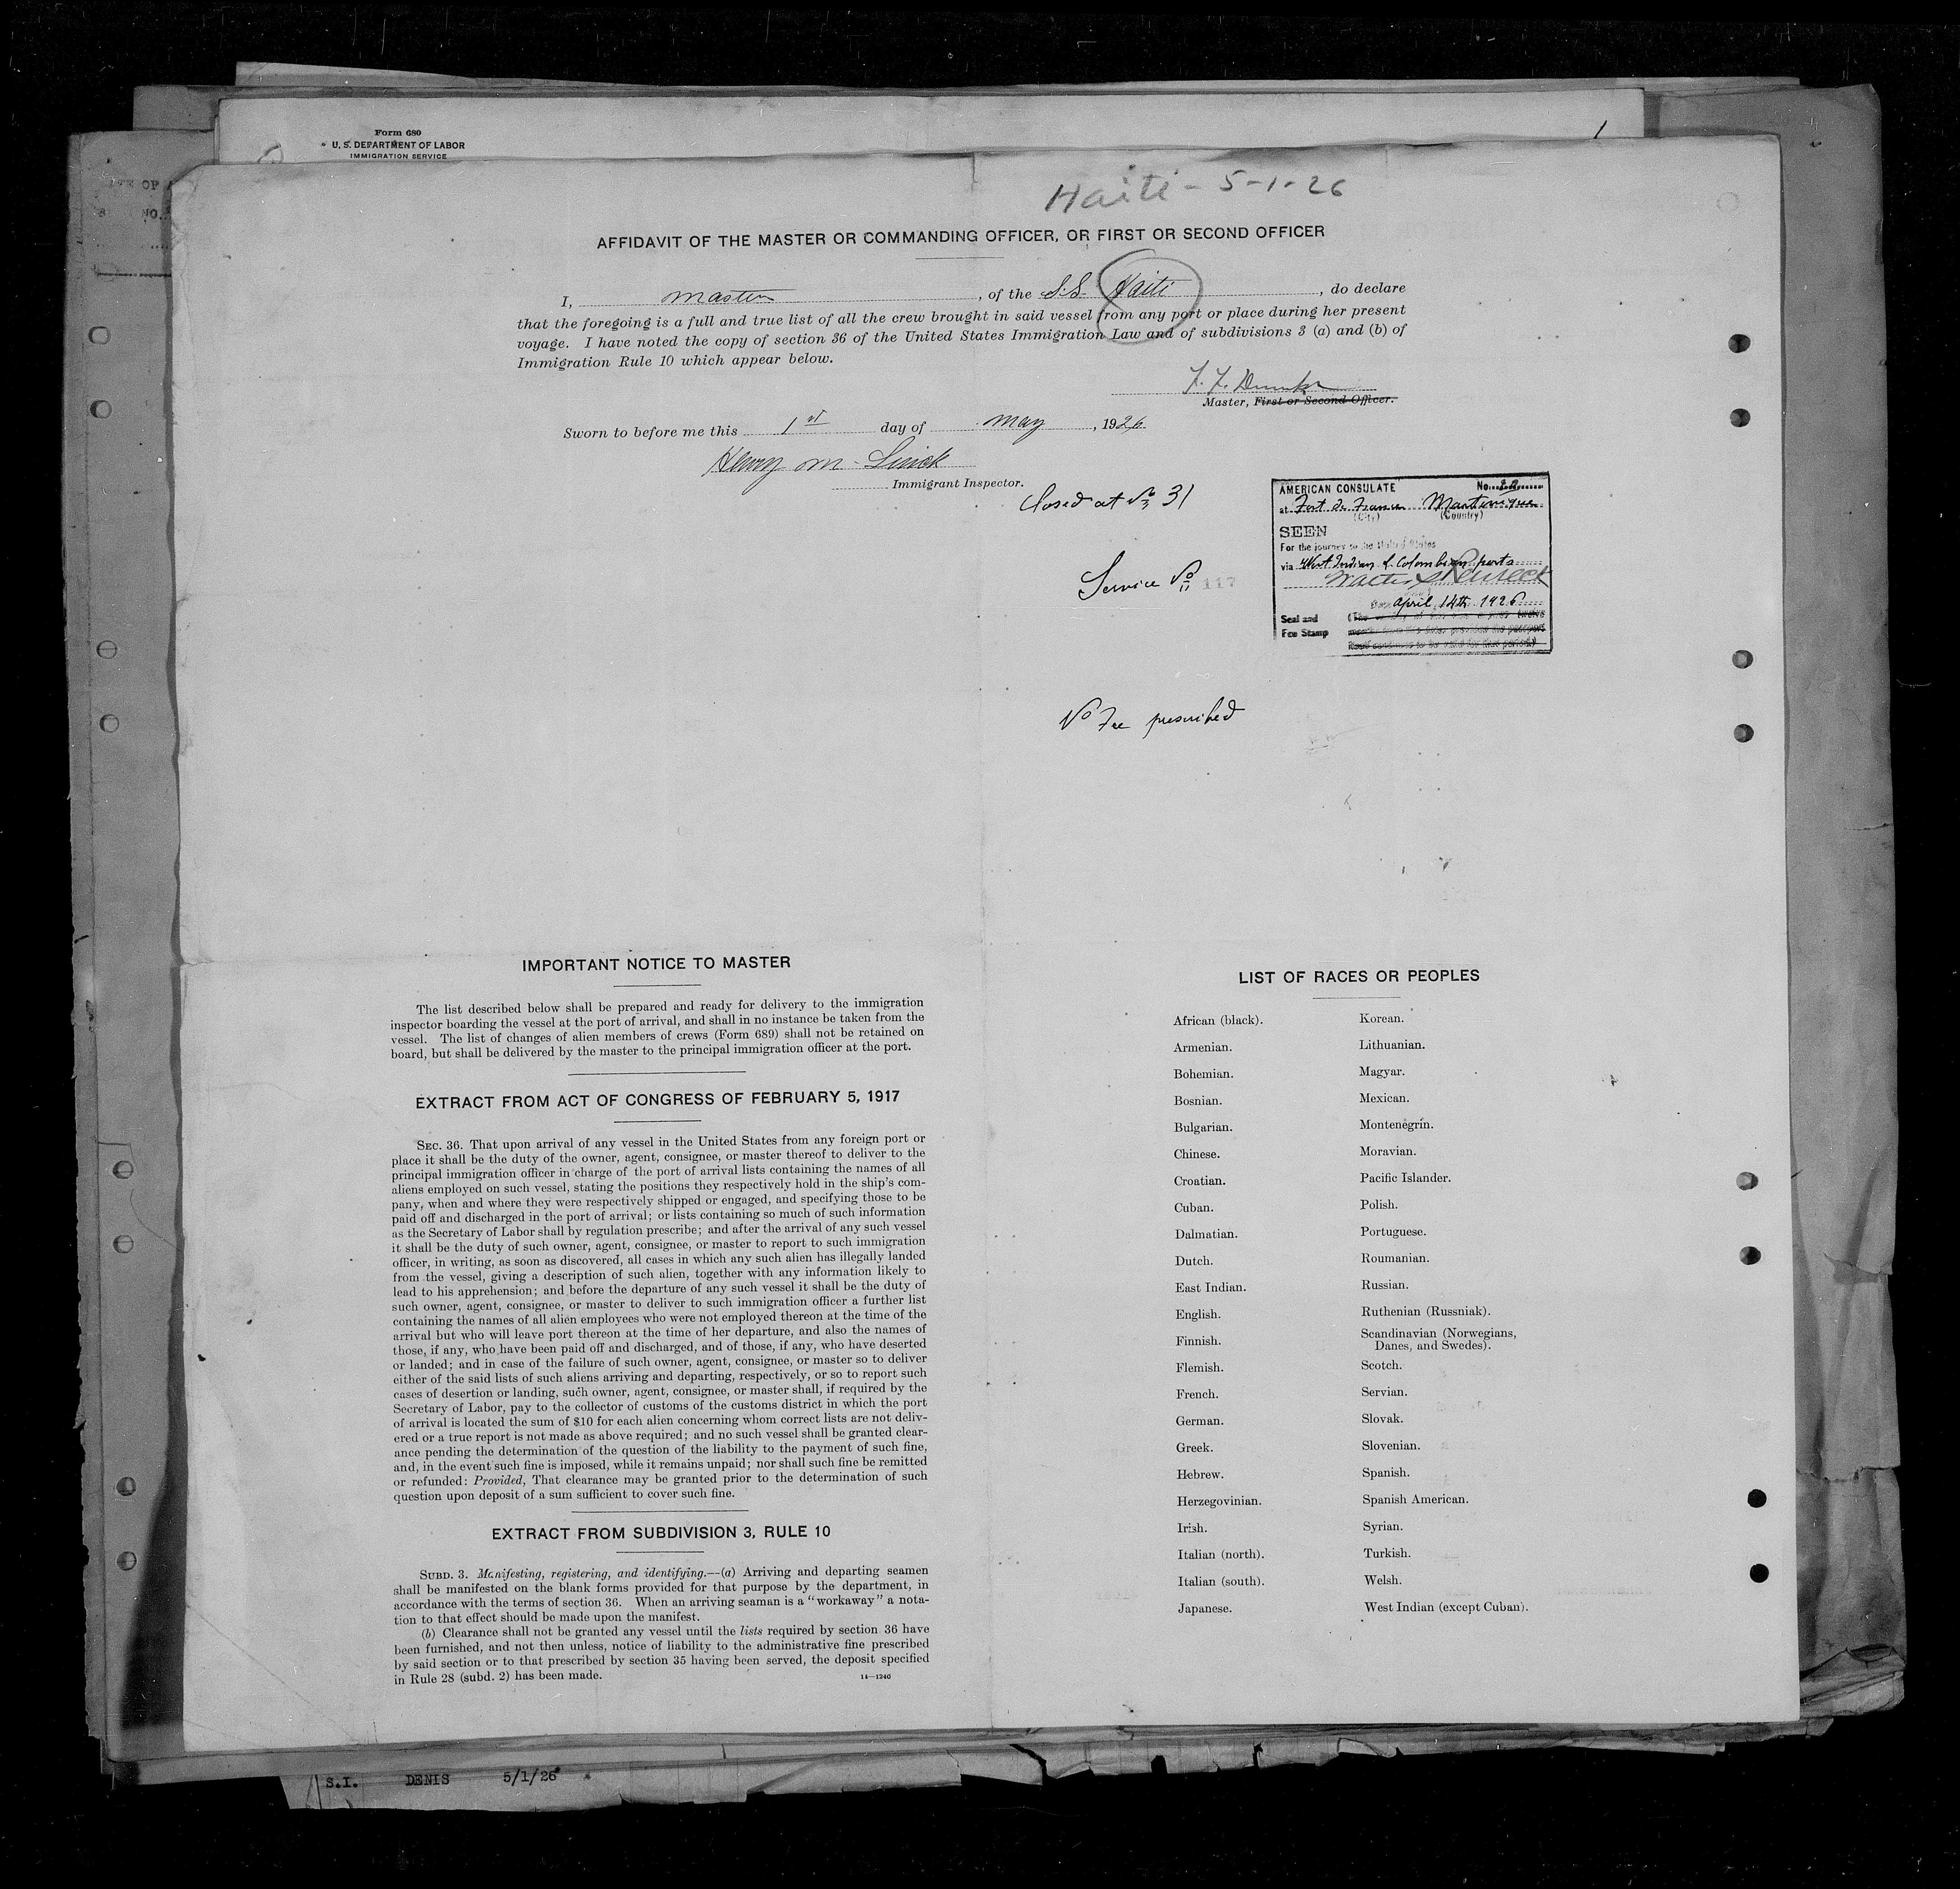 Form 680
U. S. DEPARTMENT OF LABOR
IMMIGRATION SERVICE
1
Haiti - 5-1-26
AFFIDAVIT OF THE MASTER OR COMMANDING OFFICER, OR FIRST OR SECOND OFFICER
I, master, of the S.S. Haiti, do declare
that the foregoing is a full and true list of all the crew brought in said vessel from any port or place during her present
voyage. I have noted the copy of section 36 of the United States Immigration Law and of subdivisions 3 (a) and (b) of
Immigration Rule 10 which appear below.
Master, First or Second Officer.
Sworn to before me this 1st day of may, 1926
Henry m.
Immigrant Inspector.
Closed at No 31
AMERICAN CONSULATE No.
at Fort de France Martinique
(City) (Country)
SEEN
For the journey to the United States
via West Indian & Colombian ports
Walter S.
Date April 14th 1926
Seal and
Fee Stamp
Service No 117
No Fee prescribed
IMPORTANT NOTICE TO MASTER
The list described below shall be prepared and ready for delivery to the immigration
inspector boarding the vessel at the port of arrival, and shall in no instance be taken from the
vessel. The list of changes of alien members of crews (Form 689) shall not be retained on
board, but shall be delivered by the master to the principal immigration officer at the port.
EXTRACT FROM ACT OF CONGRESS OF FEBRUARY 5, 1917
SEC. 36. That upon arrival of any vessel in the United States from any foreign port or
place it shall be the duty of the owner, agent, consignee, or master thereof to deliver to the
principal immigration officer in charge of the port of arrival lists containing the names of all
aliens employed on such vessel, stating the positions they respectively hold in the ship's com-
pany, when and where they were respectively shipped or engaged, and specifying those to be
paid off and discharged in the port of arrival; or lists containing so much of such information
as the Secretary of Labor shall by regulation prescribe; and after the arrival of any such vessel
it shall be the duty of such owner, agent, consignee, or master to report to such immigration
officer, in writing, as soon as discovered, all cases in which any such alien has illegally landed
from the vessel, giving a description of such alien, together with any information likely to
lead to his apprehension; and before the departure of any such vessel it shall be the duty of
such owner, agent, consignee, or master to deliver to such immigration officer a further list
containing the names of all alien employees who were not employed thereon at the time of the
arrival but who will leave port thereon at the time of her departure, and also the names of
those, if any, who have been paid off and discharged, and of those, if any, who have deserted
or landed; and in case of the failure of such owner, agent, consignee, or master so to deliver
either of the said lists of such aliens arriving and departing, respectively, or so to report such
cases of desertion or landing, such owner, agent, consignee, or master shall, if required by the
Secretary of Labor, pay to the collector of customs of the customs district in which the port
of arrival is located the sum of $10 for each alien concerning whom correct lists are not deliv-
ered or a true report is not made as above required; and no such vessel shall be granted clear-
ance pending the determination of the question of the liability to the payment of such fine,
and, in the event such fine is imposed, while it remains unpaid; nor shall such fine be remitted
or refunded: Provided, That clearance may be granted prior to the determination of such
question upon deposit of a sum sufficient to cover such fine.
EXTRACT FROM SUBDIVISION 3, RULE 10
SUBD. 3. Manifesting, registering, and identifying.—(a) Arriving and departing seamen
shall be manifested on the blank forms provided for that purpose by the department, in
accordance with the terms of section 36. When an arriving seaman is a "workaway" a nota-
tion to that effect should be made upon the manifest.
(b) Clearance shall not be granted any vessel until the lists required by section 36 have
been furnished, and not then unless, notice of liability to the administrative fine prescribed
by said section or to that prescribed by section 35 having been served, the deposit specified
in Rule 28 (subd. 2) has been made.
14—1240
LIST OF RACES OR PEOPLES
African (black).
Armenian.
Bohemian.
Bosnian.
Bulgarian.
Chinese.
Croatian.
Cuban.
Dalmatian.
Dutch.
East Indian.
English.
Finnish.
Flemish.
French.
German.
Greek.
Hebrew.
Herzegovinian.
Irish.
Italian (north).
Italian (south).
Japanese.
Korean.
Lithuanian.
Magyar.
Mexican.
Montenegrin.
Moravian.
Pacific Islander.
Polish.
Portuguese.
Roumanian.
Russian.
Ruthenian (Russniak).
Scandinavian (Norwegians,
Danes, and Swedes).
Scotch.
Servian.
Slovak.
Slovenian.
Spanish.
Spanish American.
Syrian.
Turkish.
Welsh.
West Indian (except Cuban).
S.I. DENIS 5/1/26